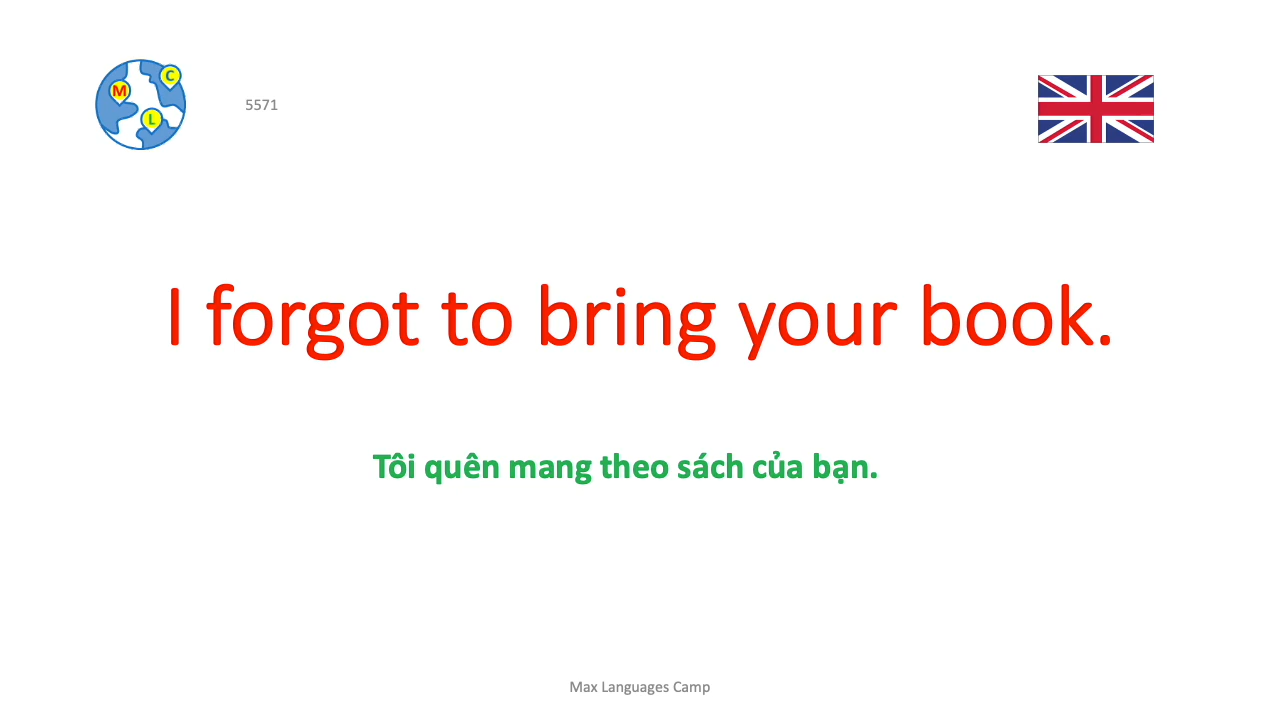 M
C
L
5571
I forgot to bring your book.
Tôi quên mang theo sách của bạn.
Max Languages Camp